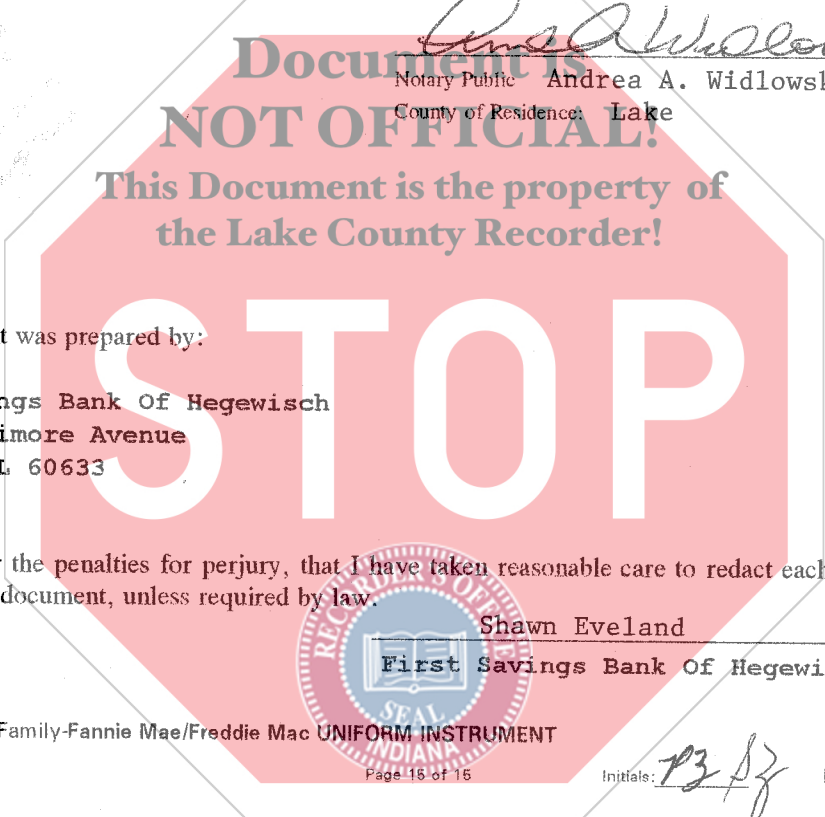 Document is
Notary Public Andrea A. Widlowsk
NOT OFFICIAL!
County of Residence: Lake
This Document is the property of
the Lake County Recorder!
STOP
t was prepared by:
ngs Bank Of Hegewisch
imore Avenue
L 60633
the penalties for perjury, that I have taken reasonable care to redact each
document, unless required by law.
Shawn Eveland
First Savings Bank Of Hegewi
RECORDER'S OFFICE
SEAL
INDIANA
Family-Fannie Mae/Freddie Mac UNIFORM INSTRUMENT
Page 15 of 15
Initials: